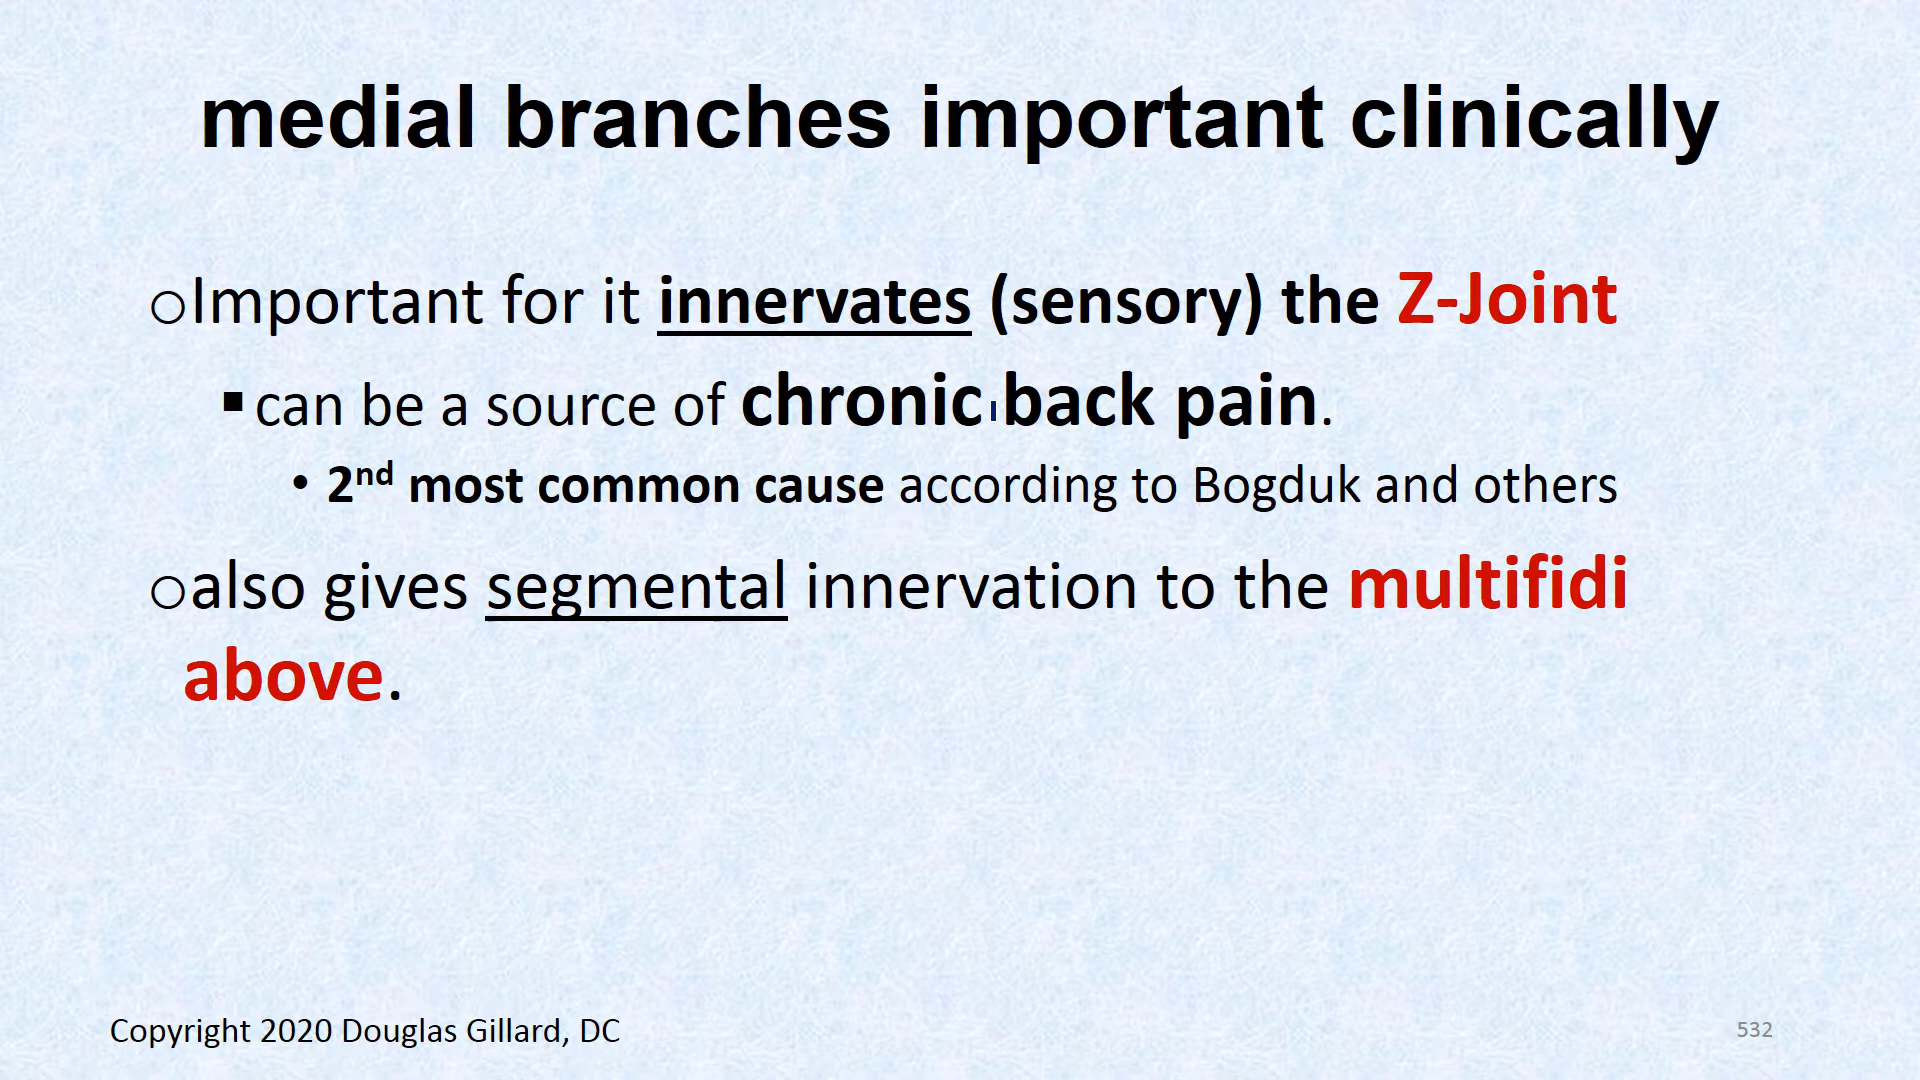 medial branches important clinically
Important for it innervates (sensory) the Z-Joint
can be a source of chronic back pain.
2nd most common cause according to Bogduk and others
also gives segmental innervation to the multifidi
above.
Copyright 2020 Douglas Gillard, DC
532